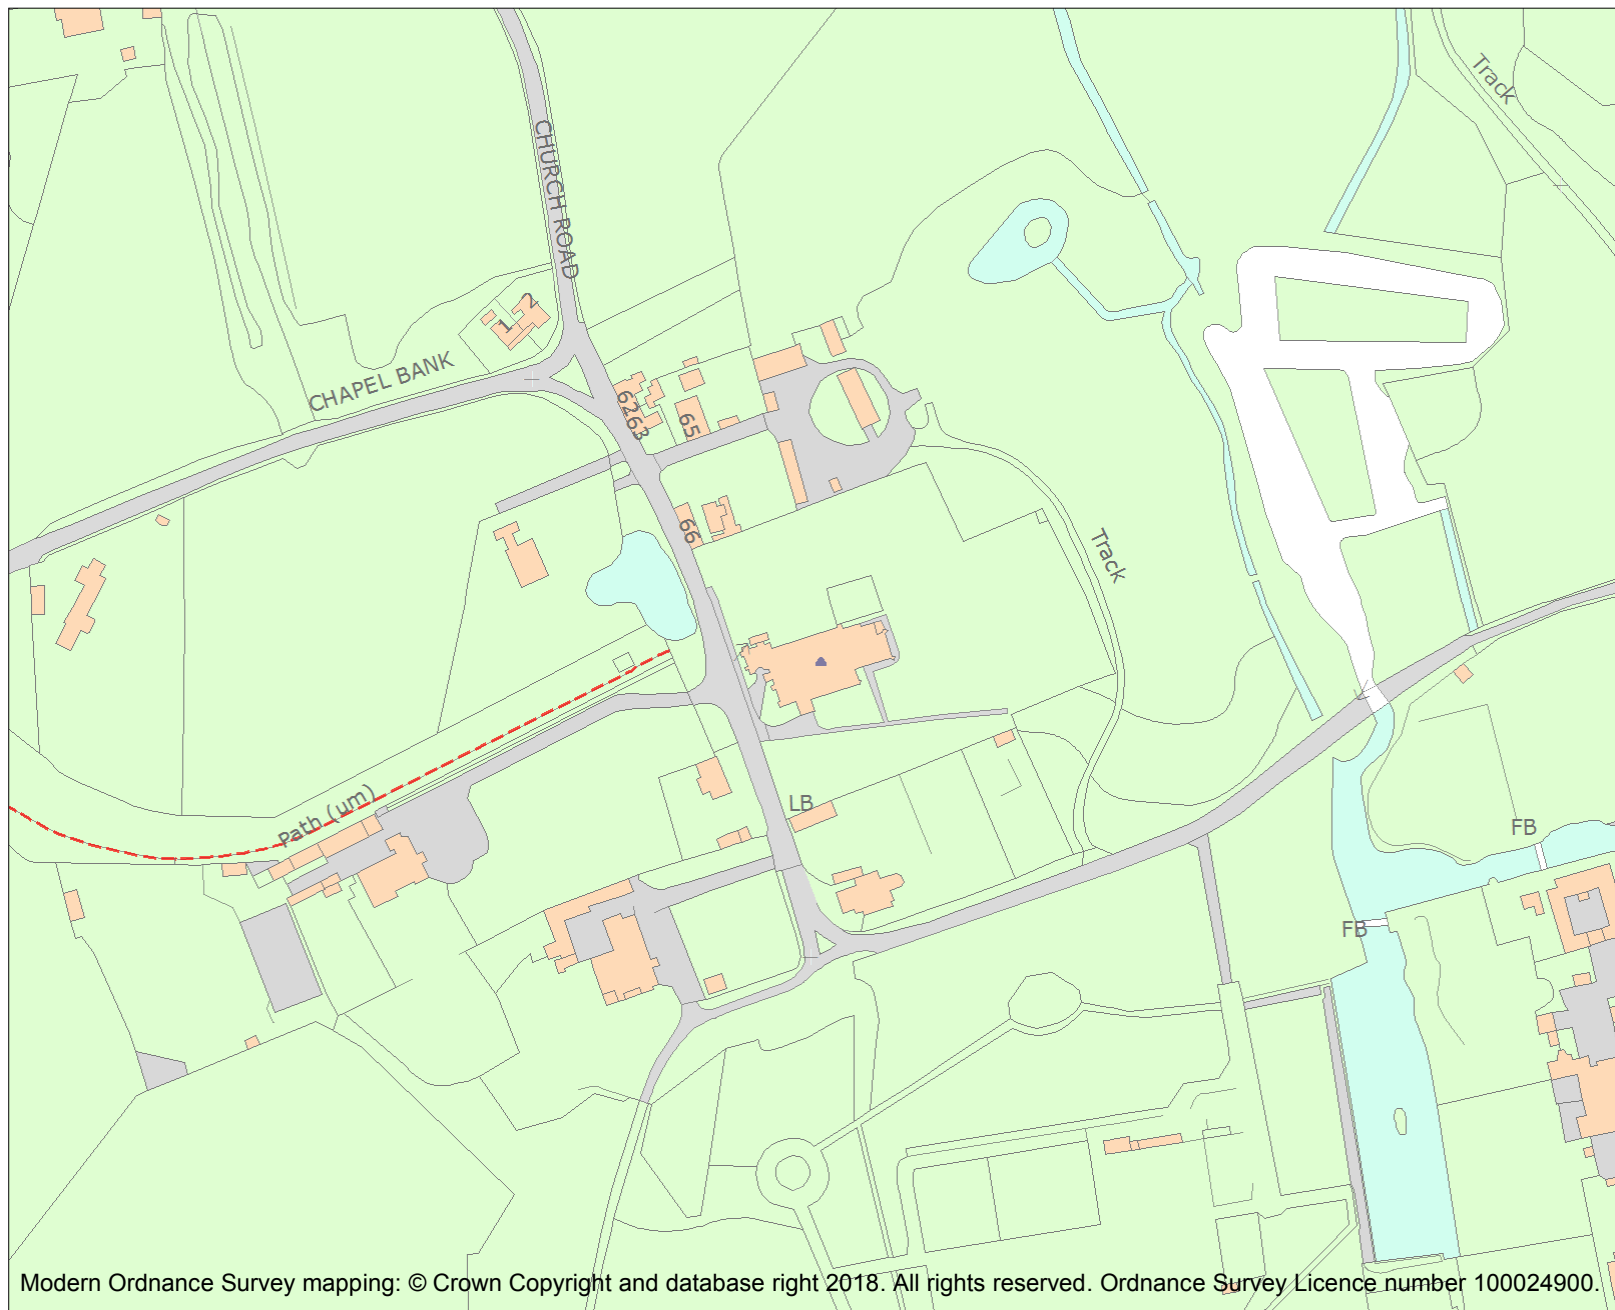 Track
CHURCH ROAD
2
1
CHAPEL BANK
6263
65
66
Track
LB
Path (um)
FB
FB
Modern Ordnance Survey mapping: © Crown Copyright and database right 2018. All rights reserved. Ordnance Survey Licence number 100024900.